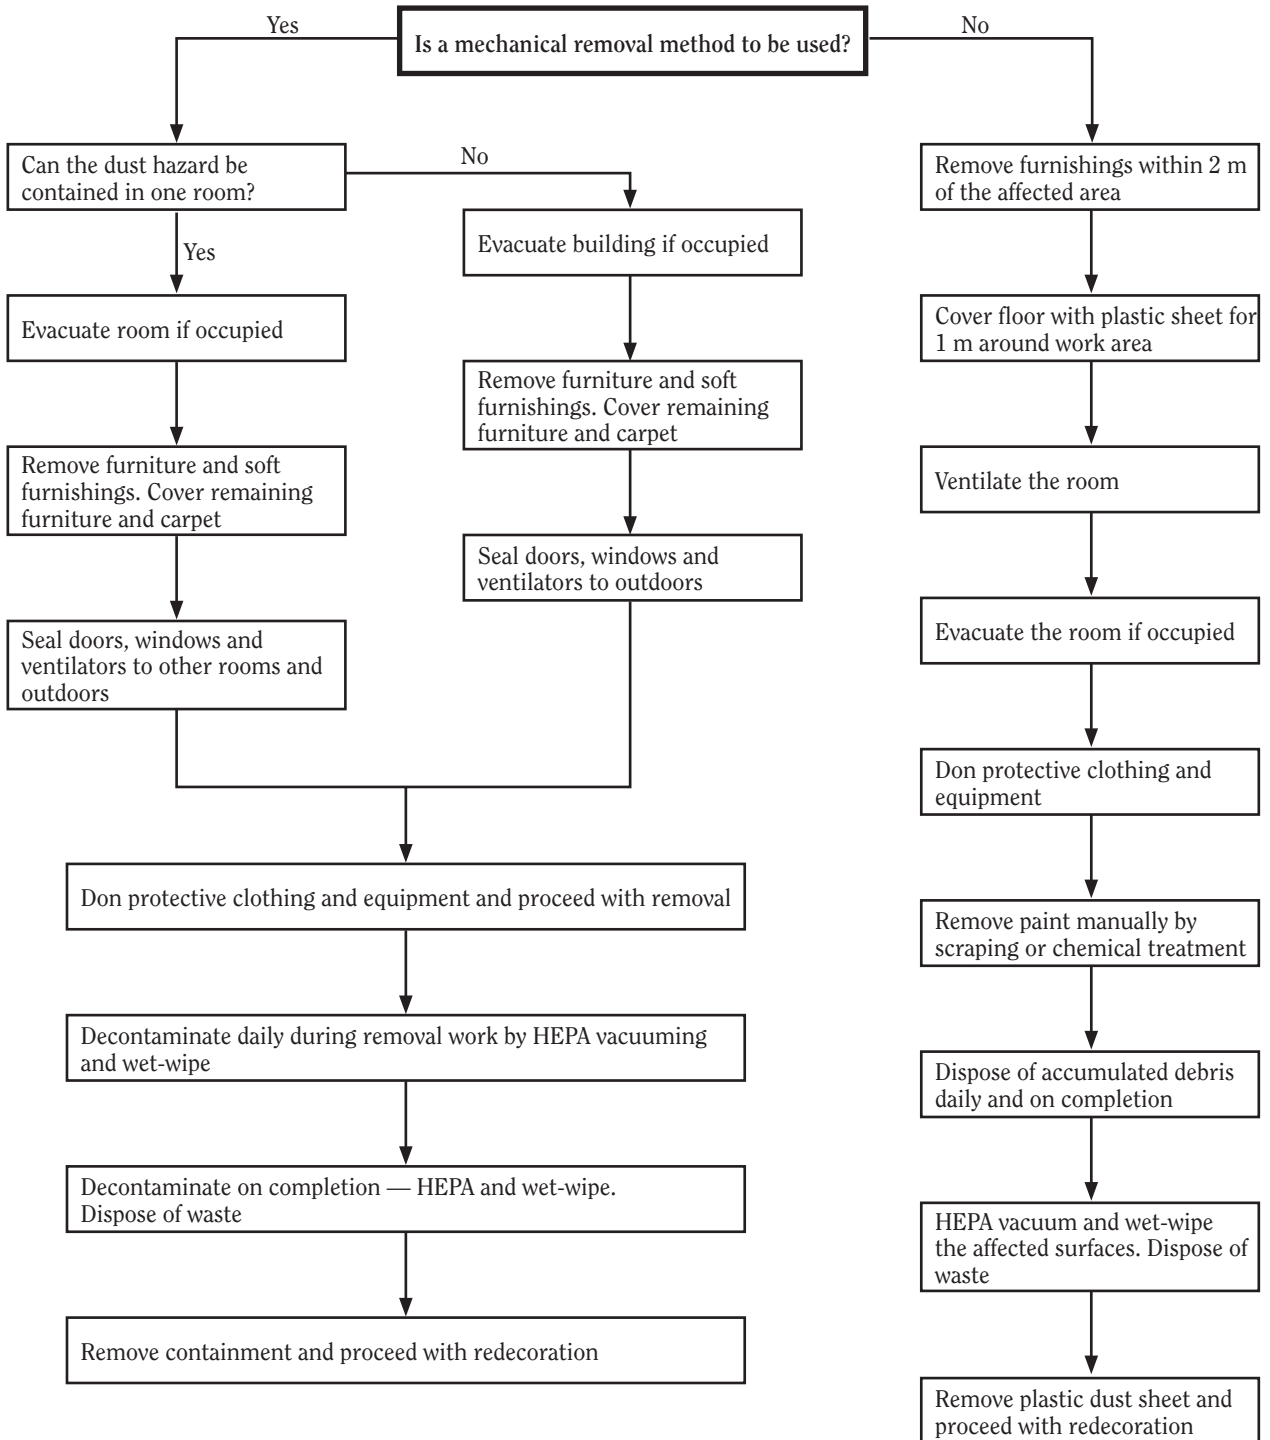 Yes
Is a mechanical removal method to be used?
No
Can the dust hazard be
contained in one room?
No
Yes
Evacuate room if occupied
Remove furniture and soft
furnishings. Cover remaining
furniture and carpet
Seal doors, windows and
ventilators to other rooms and
outdoors
Evacuate building if occupied
Remove furniture and soft
furnishings. Cover remaining
furniture and carpet
Seal doors, windows and
ventilators to outdoors
Don protective clothing and equipment and proceed with removal
Decontaminate daily during removal work by HEPA vacuuming
and wet-wipe
Decontaminate on completion — HEPA and wet-wipe.
Dispose of waste
Remove containment and proceed with redecoration
Remove furnishings within 2 m
of the affected area
Cover floor with plastic sheet for
1 m around work area
Ventilate the room
Evacuate the room if occupied
Don protective clothing and
equipment
Remove paint manually by
scraping or chemical treatment
Dispose of accumulated debris
daily and on completion
HEPA vacuum and wet-wipe
the affected surfaces. Dispose of
waste
Remove plastic dust sheet and
proceed with redecoration